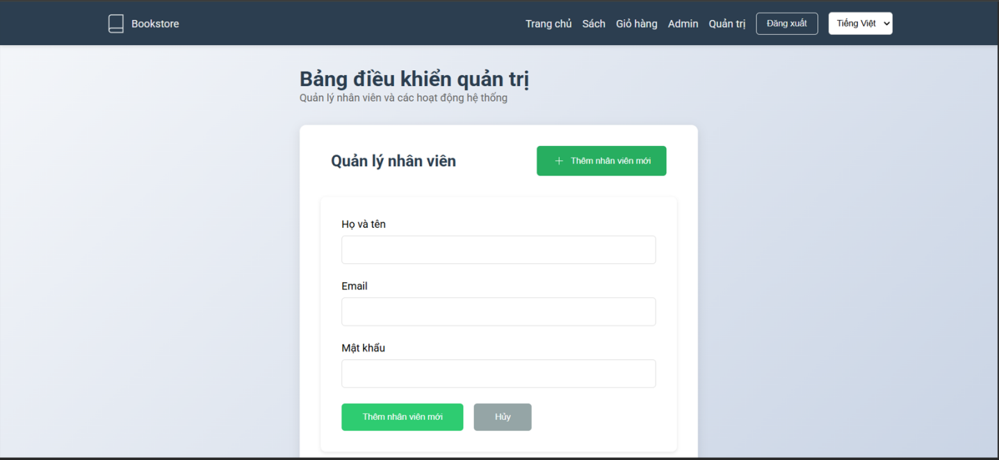 Bookstore
Trang chủ Sách Giỏ hàng Admin Quản trị Đăng xuất Tiếng Việt
Bảng điều khiển quản trị
Quản lý nhân viên và các hoạt động hệ thống
Quản lý nhân viên
Thêm nhân viên mới
Họ và tên
Email
Mật khẩu
Thêm nhân viên mới Hủy